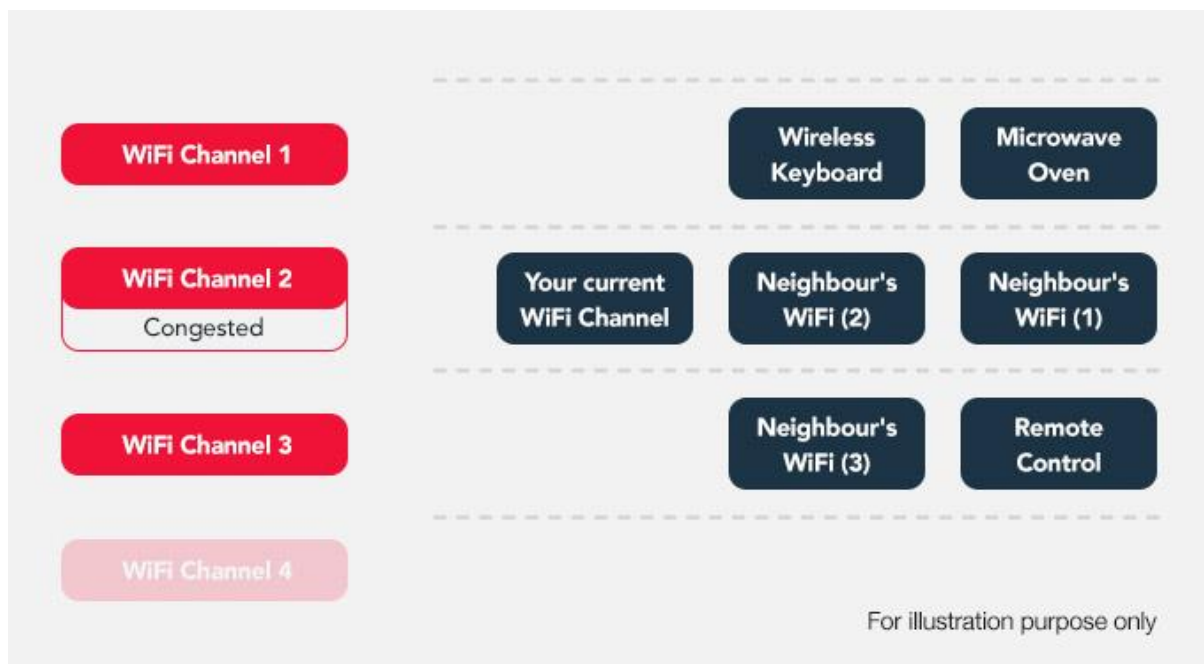 WiFi Channel 1
Wireless
Keyboard
Microwave
Oven
WiFi Channel 2
Congested
Your current
WiFi Channel
Neighbour's
WiFi (2)
Neighbour's
WiFi (1)
WiFi Channel 3
Neighbour's
WiFi (3)
Remote
Control
WiFi Channel 4
For illustration purpose only